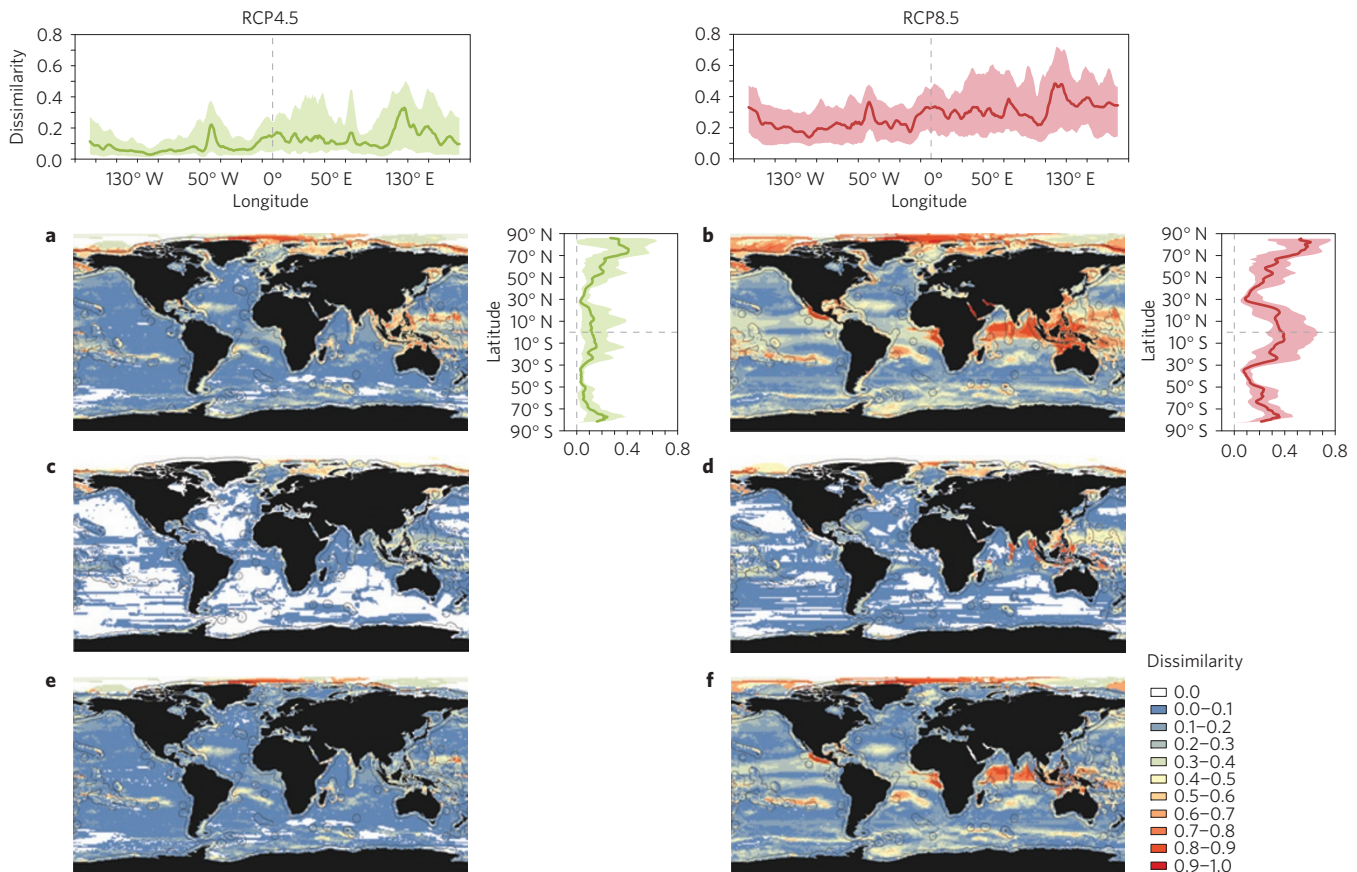 RCP4.5
0.8
0.6
0.4
0.2
0.0
Dissimilarity
130° W 50° W 0° 50° E 130° E
Longitude
RCP8.5
0.8
0.6
0.4
0.2
0.0
130° W 50° W 0° 50° E 130° E
Longitude
a
90° N
70° N
50° N
30° N
10° N
10° S
30° S
50° S
70° S
90° S
Latitude
0.0 0.4 0.8
b
90° N
70° N
50° N
30° N
10° N
10° S
30° S
50° S
70° S
90° S
Latitude
0.0 0.4 0.8
c
d
e
f
Dissimilarity
0.0
0.0–0.1
0.1–0.2
0.2–0.3
0.3–0.4
0.4–0.5
0.5–0.6
0.6–0.7
0.7–0.8
0.8–0.9
0.9–1.0